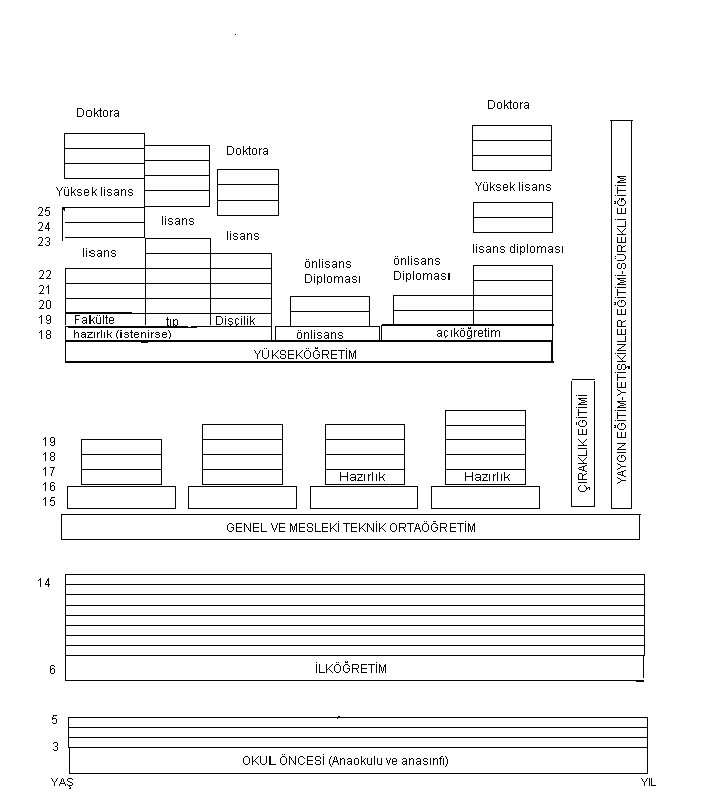 Doktora
Doktora
Doktora
Yüksek lisans
Yüksek lisans
25
24
23
lisans
lisans
lisans
lisans diploması
önlisans
Diploması
önlisans
Diploması
22
21
20
19
18
Fakülte
tıp
Dişçilik
hazırlık (istenirse)
önlisans
açıköğretim
YÜKSEKÖĞRETİM
YAYGIN EĞİTİM-YETİŞKİNLER EĞİTİMİ-SÜREKLİ EĞİTİM
ÇIRAKLIK EĞİTİMİ
19
18
17
16
15
Hazırlık
Hazırlık
GENEL VE MESLEKİ TEKNİK ORTAÖĞRETİM
14
6
İLKÖĞRETİM
5
3
OKUL ÖNCESİ (Anaokulu ve anasınfi)
YAŞ
YIL